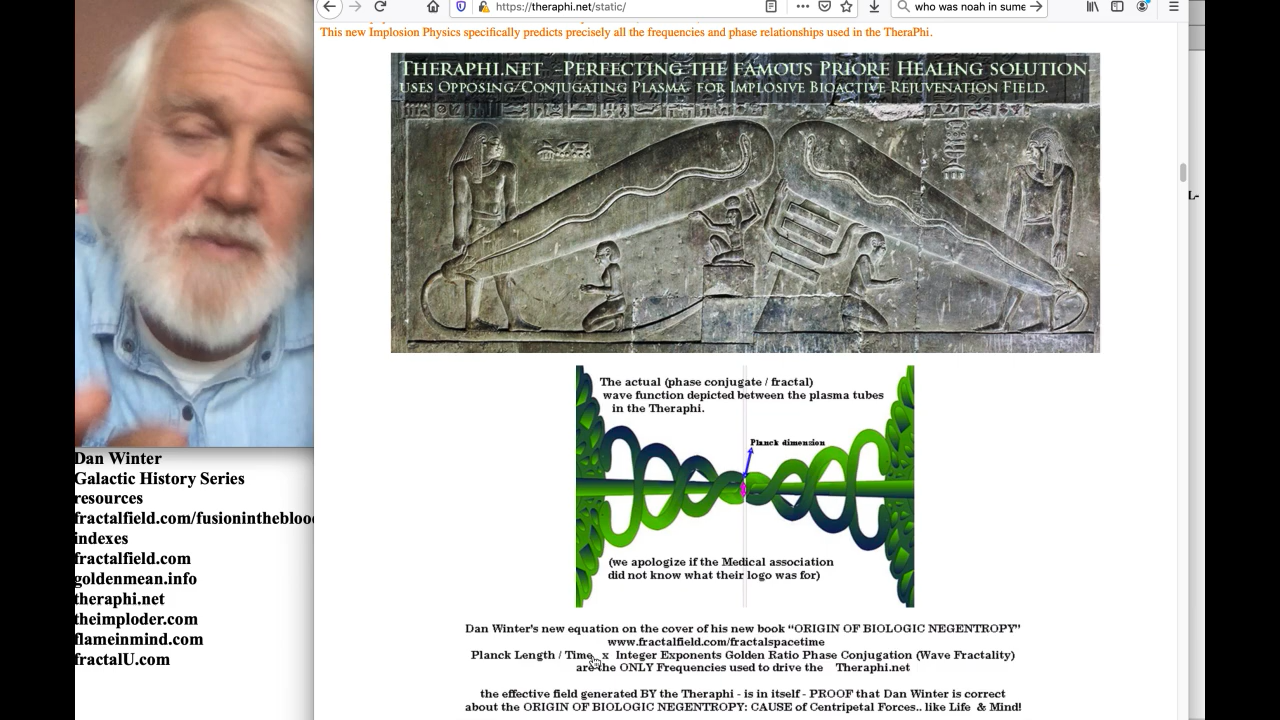 https://theraphi.net/static/
who was noah in sume
This new Implosion Physics specifically predicts precisely all the frequencies and phase relationships used in the TheraPhi.
THERAPHI.NET -PERFECTING THE FAMOUS PRIORE HEALING SOLUTION-
USES OPPOSING/CONJUGATING PLASMA FOR IMPLOSIVE BIOACTIVE REJUVENATION FIELD.
L-
The actual (phase conjugate / fractal)
wave function depicted between the plasma tubes
in the Theraphi.
Planck dimension
(we apologize if the Medical association
did not know what their logo was for)
Dan Winter's new equation on the cover of his new book "ORIGIN OF BIOLOGIC NEGENTROPY"
www.fractalfield.com/fractalspacetime
Planck Length / Time x Integer Exponents Golden Ratio Phase Conjugation (Wave Fractality)
are the ONLY Frequencies used to drive the Theraphi.net
the effective field generated BY the Theraphi - is in itself - PROOF that Dan Winter is correct
about the ORIGIN OF BIOLOGIC NEGENTROPY: CAUSE of Centripetal Forces.. like Life & Mind!
Dan Winter
Galactic History Series
resources
fractalfield.com/fusionintheblood
indexes
fractalfield.com
goldenmean.info
theraphi.net
theimploder.com
flameinmind.com
fractalU.com